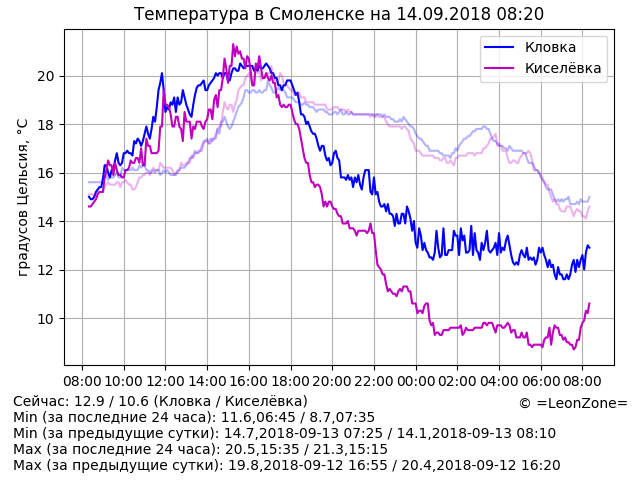 Температура в Смоленске на 14.09.2018 08:20
Кловка
Киселёвка
градусов Цельсия, °C
20
18
16
14
12
10
08:00 10:00 12:00 14:00 16:00 18:00 20:00 22:00 00:00 02:00 04:00 06:00 08:00
Сейчас: 12.9 / 10.6 (Кловка / Киселёвка)
© =LeonZone=
Min (за последние 24 часа): 11.6,06:45 / 8.7,07:35
Min (за предыдущие сутки): 14.7,2018-09-13 07:25 / 14.1,2018-09-13 08:10
Max (за последние 24 часа): 20.5,15:35 / 21.3,15:15
Max (за предыдущие сутки): 19.8,2018-09-12 16:55 / 20.4,2018-09-12 16:20